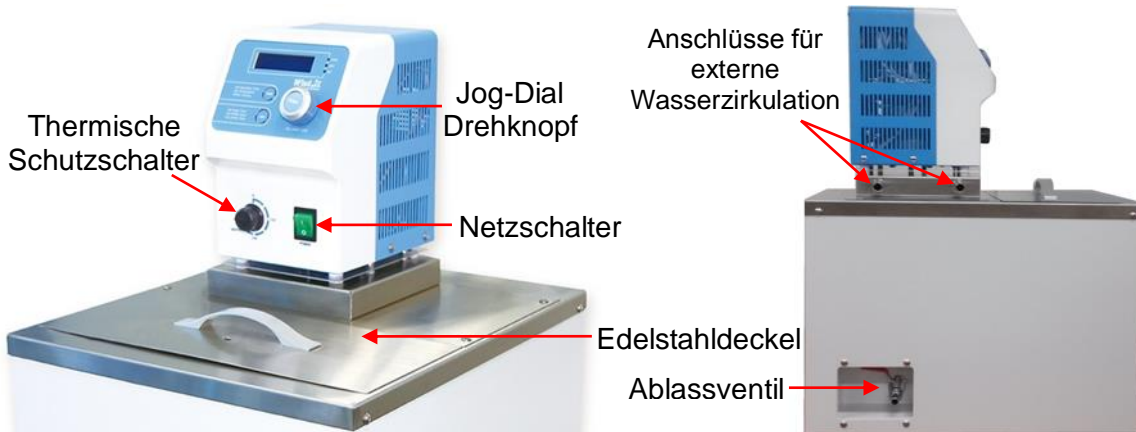 Thermische
Schutzschalter
Jog-Dial
Drehknopf
Netzschalter
Edelstahldeckel
Anschlüsse für
externe
Wasserzirkulation
Ablassventil